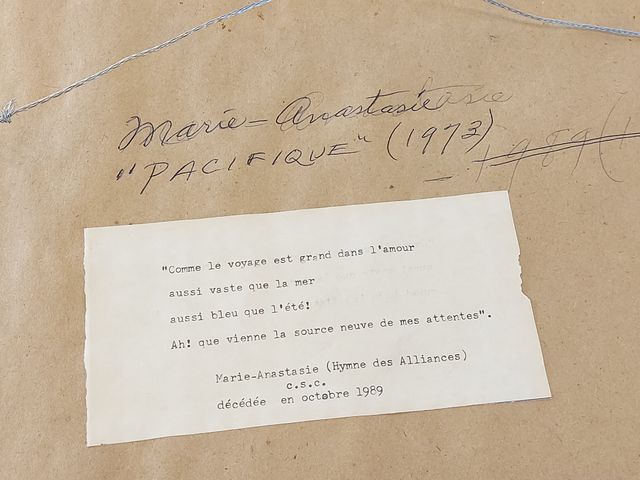 Marie-Anastasie
"PACIFIQUE" (1973)
1989
"Comme le voyage est grand dans l'amour
aussi vaste que la mer
aussi bleu que l'été!
Ah! que vienne la source neuve de mes attentes".
Marie-Anastasie (Hymne des Alliances)
c.s.c.
décédée en octobre 1989